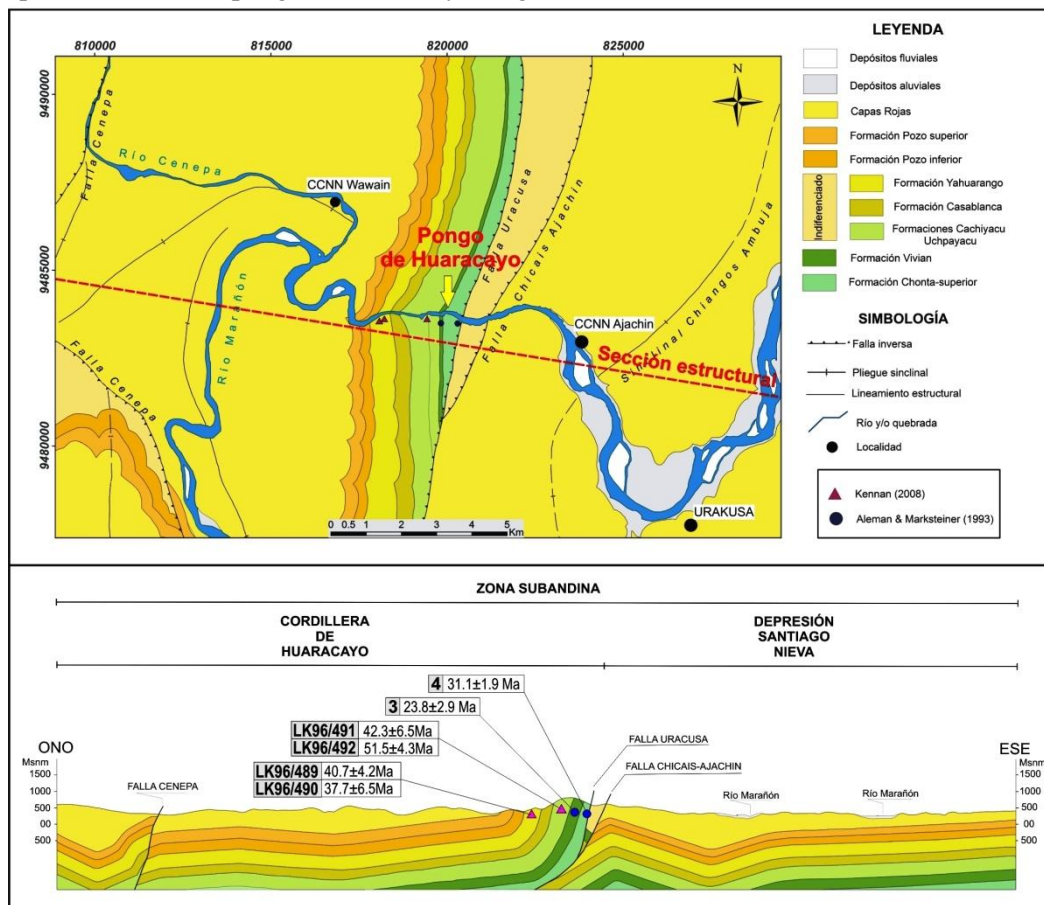 810000
815000
820000
825000
9490000
9485000
9480000
Falla Cenepa
Río Cenepa
CCNN Wawain
Pongo
de Huaracayo
Falla Uracusa
Falla Chicais Ajachin
Río Marañón
Falla Cenepa
N
CCNN Ajachin
Sinclinal Chiangos Ambuja
Sección estructural
URAKUSA
0 0.5 1 2 3 4 5
Km
LEYENDA
Depósitos fluviales
Depósitos aluviales
Capas Rojas
Formación Pozo superior
Formación Pozo inferior
Indiferenciado
Formación Yahuarango
Formación Casablanca
Formaciones Cachiyacu
Uchpayacu
Formación Vivian
Formación Chonta-superior
SIMBOLOGÍA
Falla inversa
Pliegue sinclinal
Lineamiento estructural
Río y/o quebrada
Localidad
Kennan (2008)
Aleman & Marksteiner (1993)
ZONA SUBANDINA
CORDILLERA
DE
HUARACAYO
DEPRESIÓN
SANTIAGO
NIEVA
4 31.1±1.9 Ma
3 23.8±2.9 Ma
LK96/491 42.3±6.5Ma
LK96/492 51.5±4.3Ma
LK96/489 40.7±4.2Ma
LK96/490 37.7±6.5Ma
FALLA URACUSA
FALLA CHICAIS-AJACHIN
ONO
ESE
Msnm
1500
1000
500
00
500
FALLA CENEPA
Río Marañón
Río Marañón
Msnm
1500
1000
500
00
500